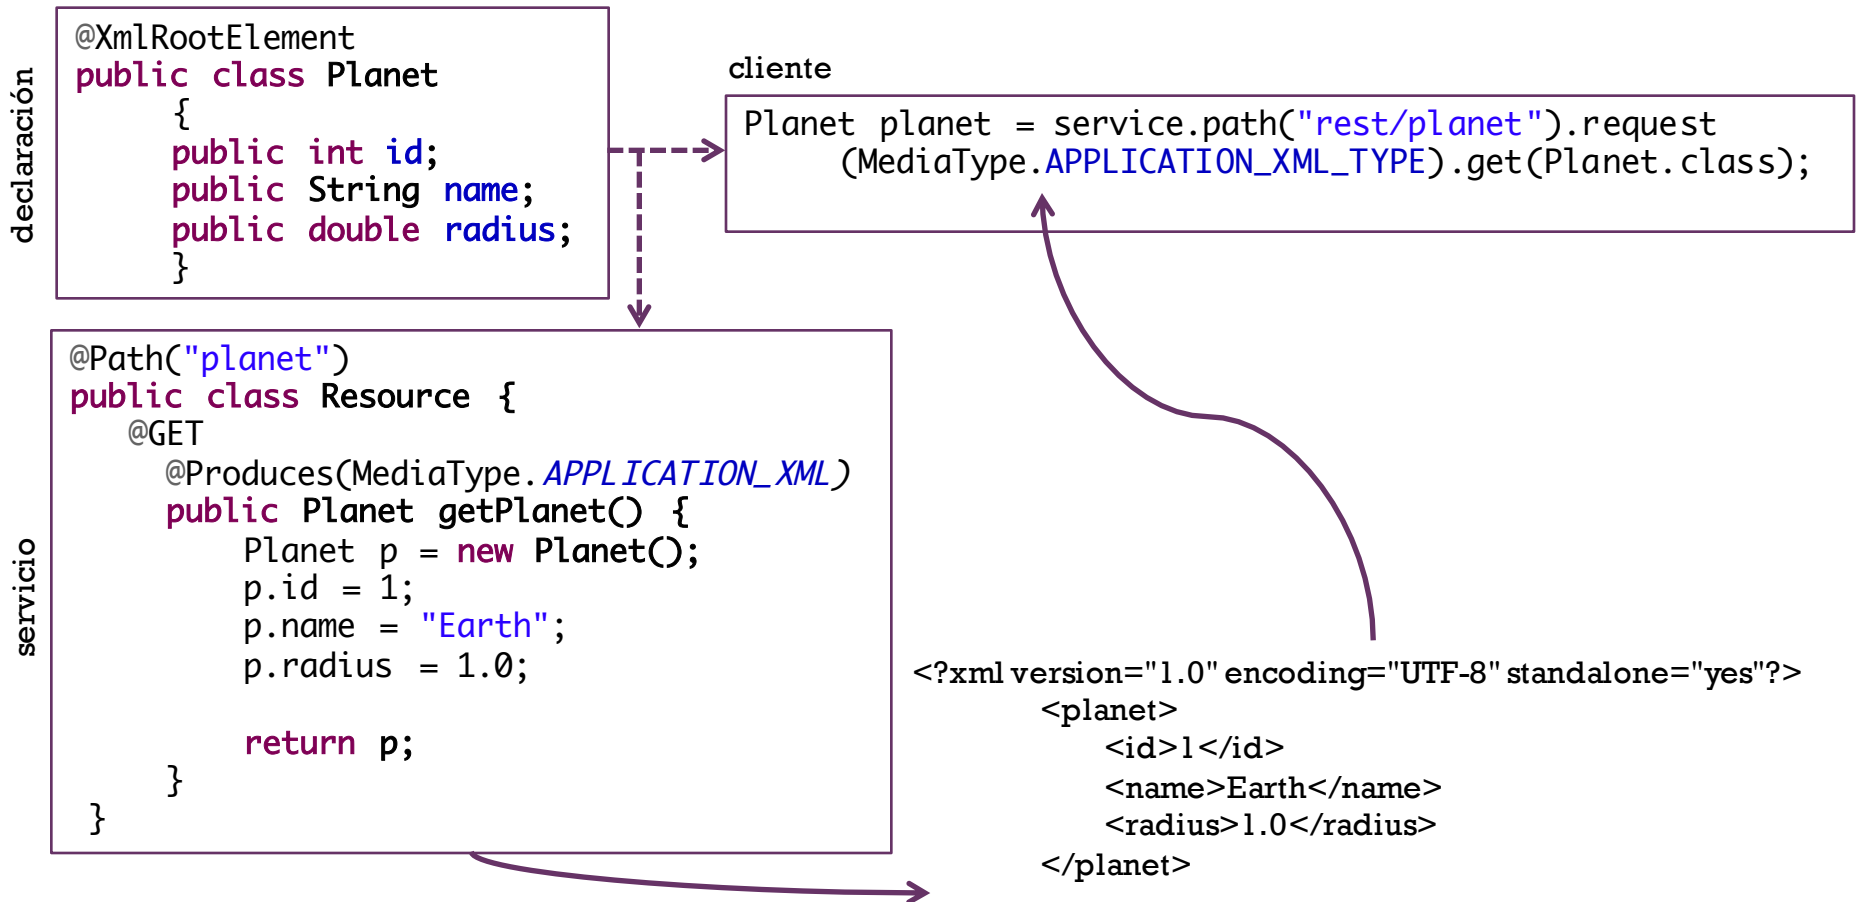 declaración
@XmlRootElement
public class Planet
{
public int id;
public String name;
public double radius;
}
cliente
Planet planet = service.path("rest/planet").request
(MediaType.APPLICATION_XML_TYPE).get(Planet.class);
servicio
@Path("planet")
public class Resource {
@GET
@Produces(MediaType.APPLICATION_XML)
public Planet getPlanet() {
Planet p = new Planet();
p.id = 1;
p.name = "Earth";
p.radius = 1.0;
return p;
}
}
<?xml version="1.0" encoding="UTF-8" standalone="yes"?>
<planet>
<id>1</id>
<name>Earth</name>
<radius>1.0</radius>
</planet>